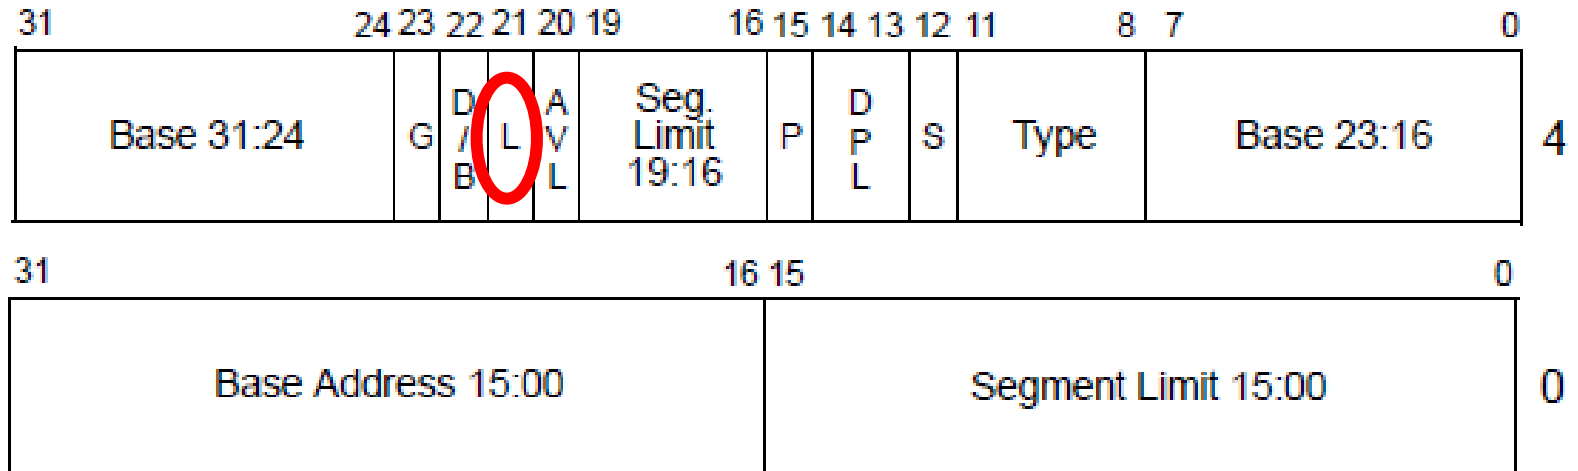 31 24 23 22 21 20 19 16 15 14 13 12 11 8 7 0
Base 31:24 G D/B L AVL Seg. Limit 19:16 P DPL S Type Base 23:16 4
31 16 15 0
Base Address 15:00 Segment Limit 15:00 0